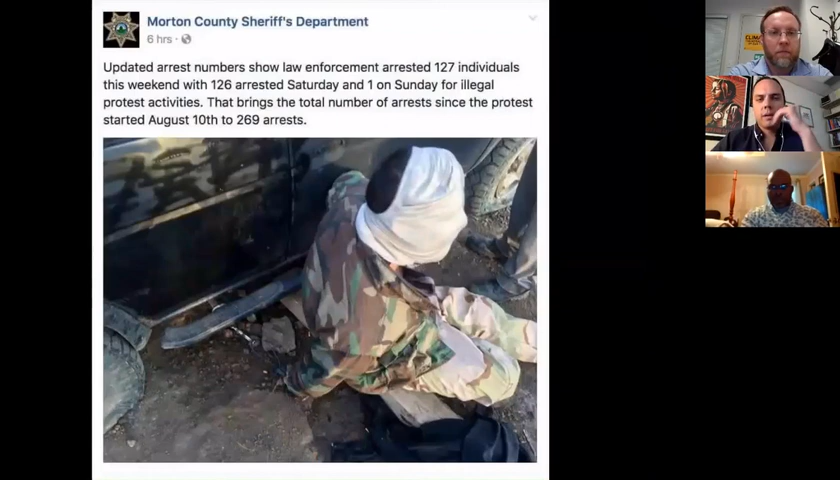 Morton County Sheriff's Department
6 hrs ·
Updated arrest numbers show law enforcement arrested 127 individuals
this weekend with 126 arrested Saturday and 1 on Sunday for illegal
protest activities. That brings the total number of arrests since the protest
started August 10th to 269 arrests.